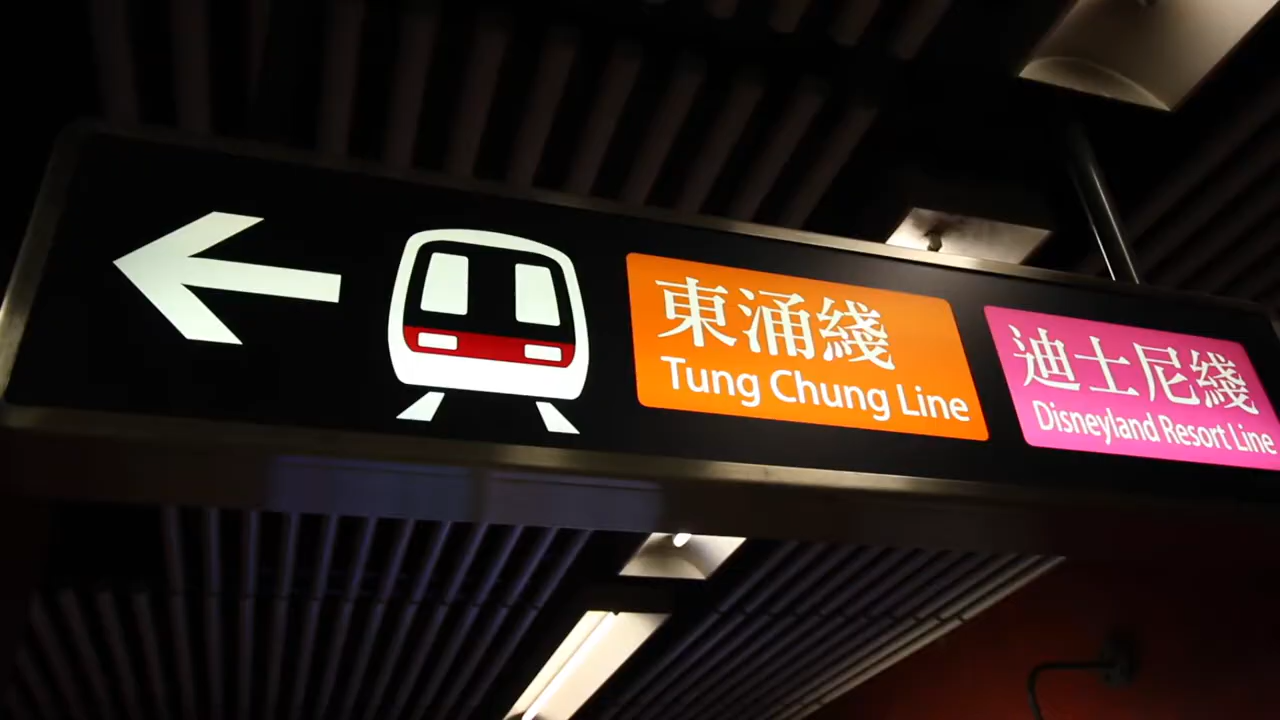 東涌綫
Tung Chung Line
迪士尼綫
Disneyland Resort Line